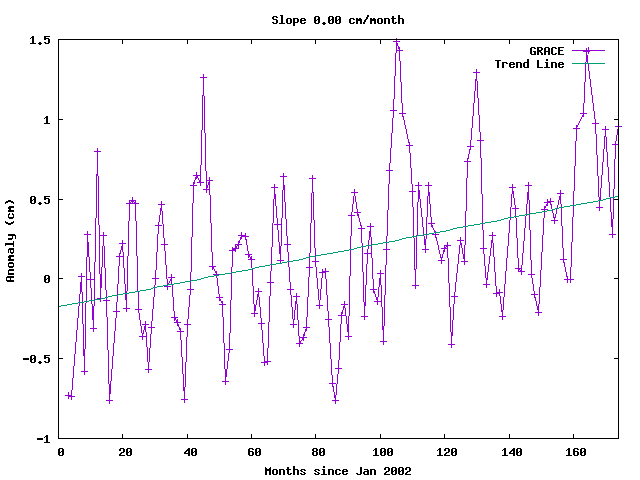 Slope 0.00 cm/month
GRACE
Trend Line
1.5
1
0.5
0
-0.5
-1
Anomaly (cm)
0 20 40 60 80 100 120 140 160
Months since Jan 2002